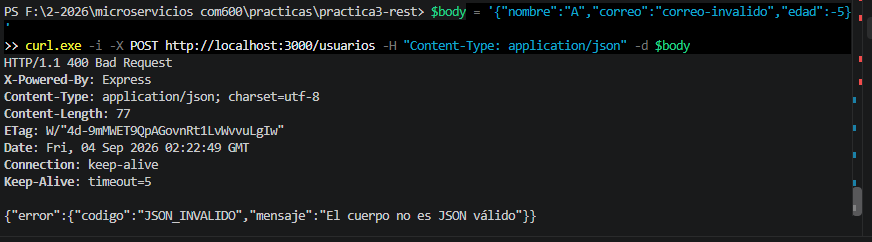 PS F:\2-2026\microservicios com600\practicas\practica3-rest> $body = '{"nombre":"A","correo":"correo-invalido","edad":-5}
'
>> curl.exe -i -X POST http://localhost:3000/usuarios -H "Content-Type: application/json" -d $body
HTTP/1.1 400 Bad Request
X-Powered-By: Express
Content-Type: application/json; charset=utf-8
Content-Length: 77
ETag: W/"4d-9mMWET9QpAGovnRt1LvWvvuLgIw"
Date: Fri, 04 Sep 2026 02:22:49 GMT
Connection: keep-alive
Keep-Alive: timeout=5
{"error":{"codigo":"JSON_INVALIDO","mensaje":"El cuerpo no es JSON válido"}}